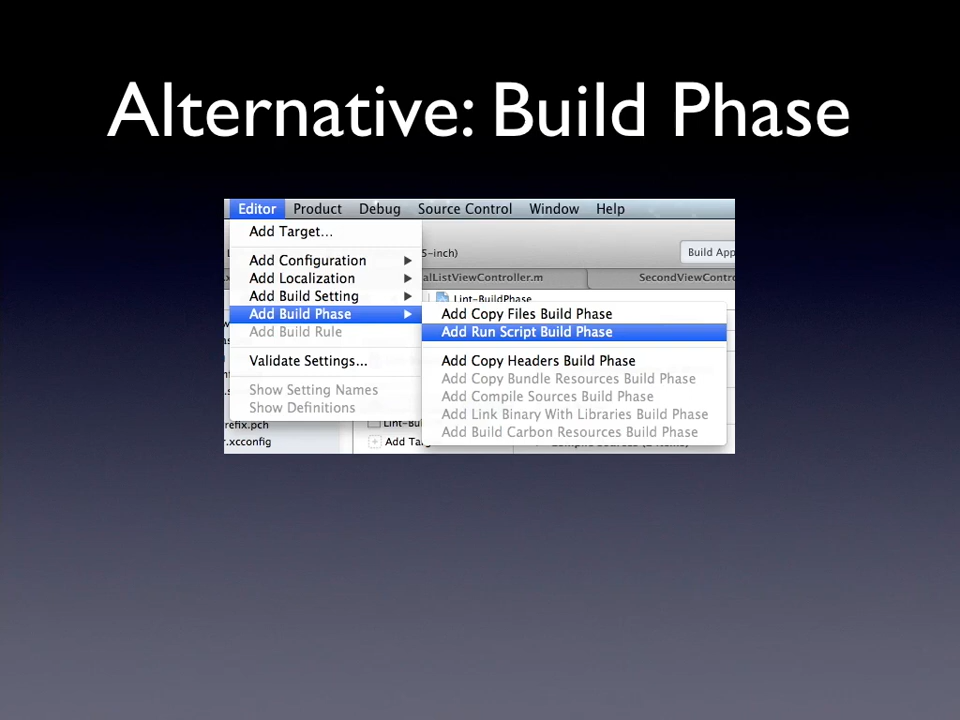 Alternative: Build Phase
Editor Product Debug Source Control Window Help
Add Target...
5-inch)
Build App
Add Configuration
alListViewController.m
SecondViewContro
Add Localization
Add Build Setting
Lint-BuildPhase
Add Build Phase
Add Copy Files Build Phase
Add Build Rule
Add Run Script Build Phase
Validate Settings...
Add Copy Headers Build Phase
Add Copy Bundle Resources Build Phase
Show Setting Names
Add Compile Sources Build Phase
Show Definitions
Add Link Binary With Libraries Build Phase
refix.pch
Lint-Bu
Add Build Carbon Resources Build Phase
r.xcconfig
Add Tar